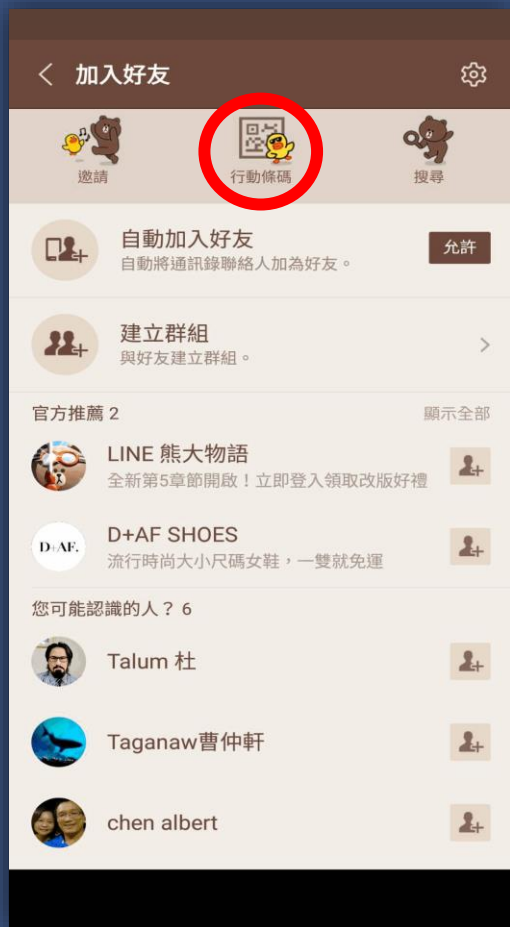 加入好友
邀請
行動條碼
搜尋
自動加入好友
自動將通訊錄聯絡人加為好友。
允許
建立群組
與好友建立群組。
官方推薦 2
顯示全部
LINE 熊大物語
全新第5章節開啟！立即登入領取改版好禮
D+AF.
D+AF SHOES
流行時尚大小尺碼女鞋，一雙就免運
您可能認識的人？ 6
Talum 杜
Taganaw曹仲軒
chen albert